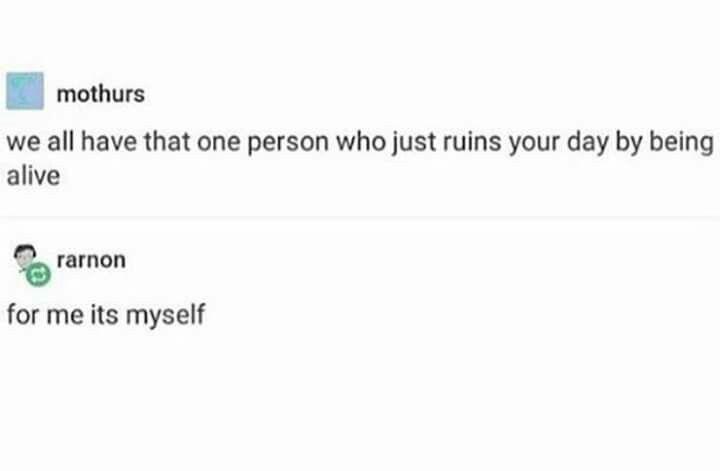 mothurs
we all have that one person who just ruins your day by being
alive
rarnon
for me its myself